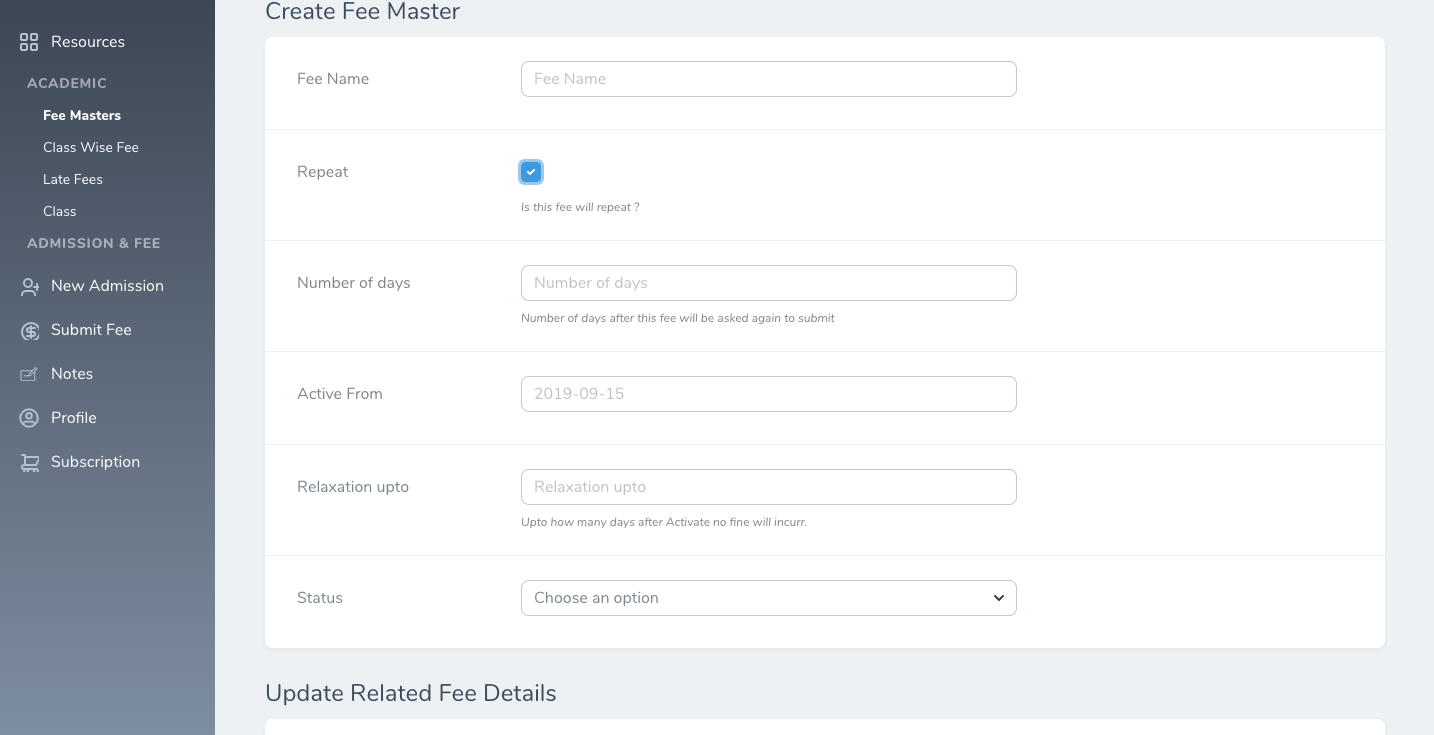 Resources
ACADEMIC
Fee Masters
Class Wise Fee
Late Fees
Class
ADMISSION & FEE
New Admission
Submit Fee
Notes
Profile
Subscription
Create Fee Master
Fee Name
Fee Name
Repeat
Is this fee will repeat ?
Number of days
Number of days
Number of days after this fee will be asked again to submit
Active From
2019-09-15
Relaxation upto
Relaxation upto
Upto how many days after Activate no fine will incurr.
Status
Choose an option
Update Related Fee Details